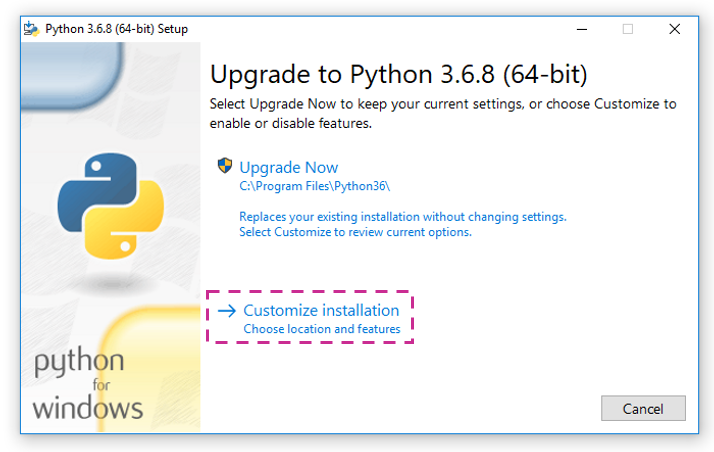 Python 3.6.8 (64-bit) Setup
Upgrade to Python 3.6.8 (64-bit)
Select Upgrade Now to keep your current settings, or choose Customize to
enable or disable features.
Upgrade Now
C:\Program Files\Python36\
Replaces your existing installation without changing settings.
Select Customize to review current options.
Customize installation
Choose location and features
python
for
windows
Cancel